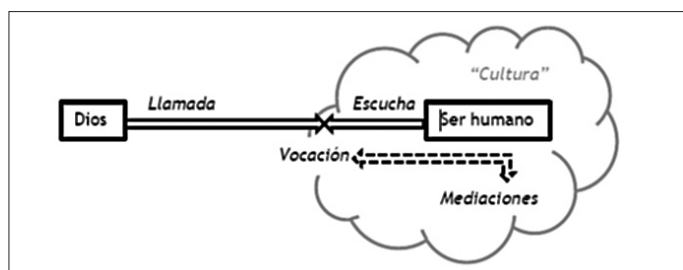 “Cultura”
Llamada
Escucha
Dios
Ser humano
Vocación
Mediaciones